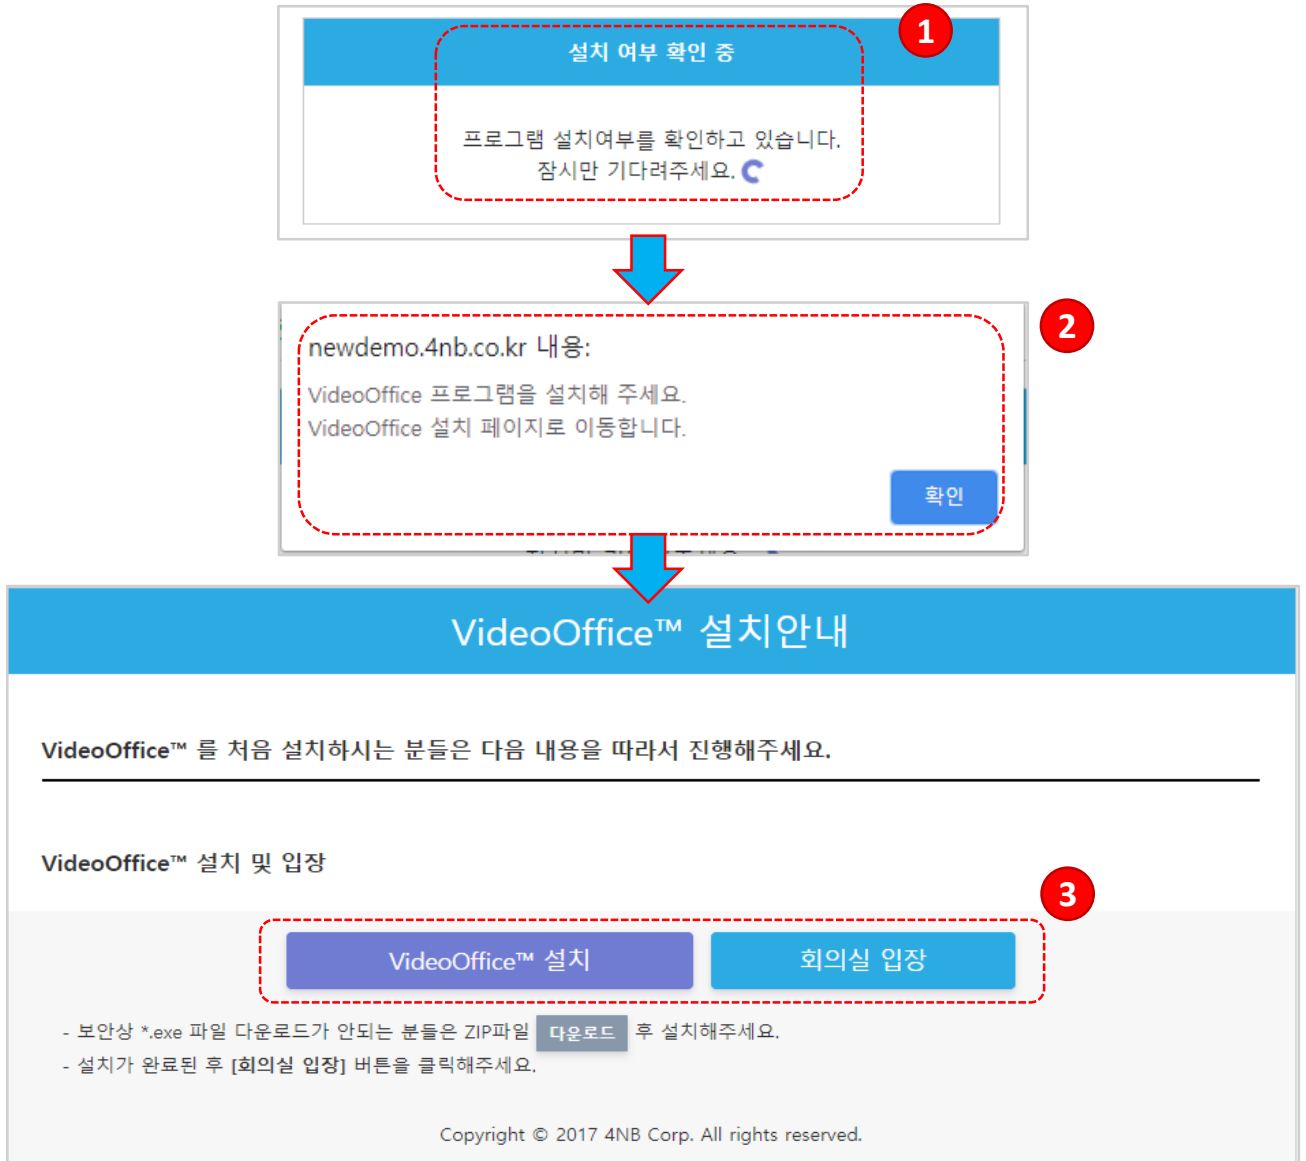 1
설치 여부 확인 중
프로그램 설치여부를 확인하고 있습니다.
잠시만 기다려주세요.
2
newdemo.4nb.co.kr 내용:
VideoOffice 프로그램을 설치해 주세요.
VideoOffice 설치 페이지로 이동합니다.
확인
VideoOffice™ 설치안내
VideoOffice™ 를 처음 설치하시는 분들은 다음 내용을 따라서 진행해주세요.
VideoOffice™ 설치 및 입장
3
VideoOffice™ 설치 회의실 입장
- 보안상 *.exe 파일 다운로드가 안되는 분들은 ZIP파일 다운로드 후 설치해주세요.
- 설치가 완료된 후 [회의실 입장] 버튼을 클릭해주세요.
Copyright © 2017 4NB Corp. All rights reserved.